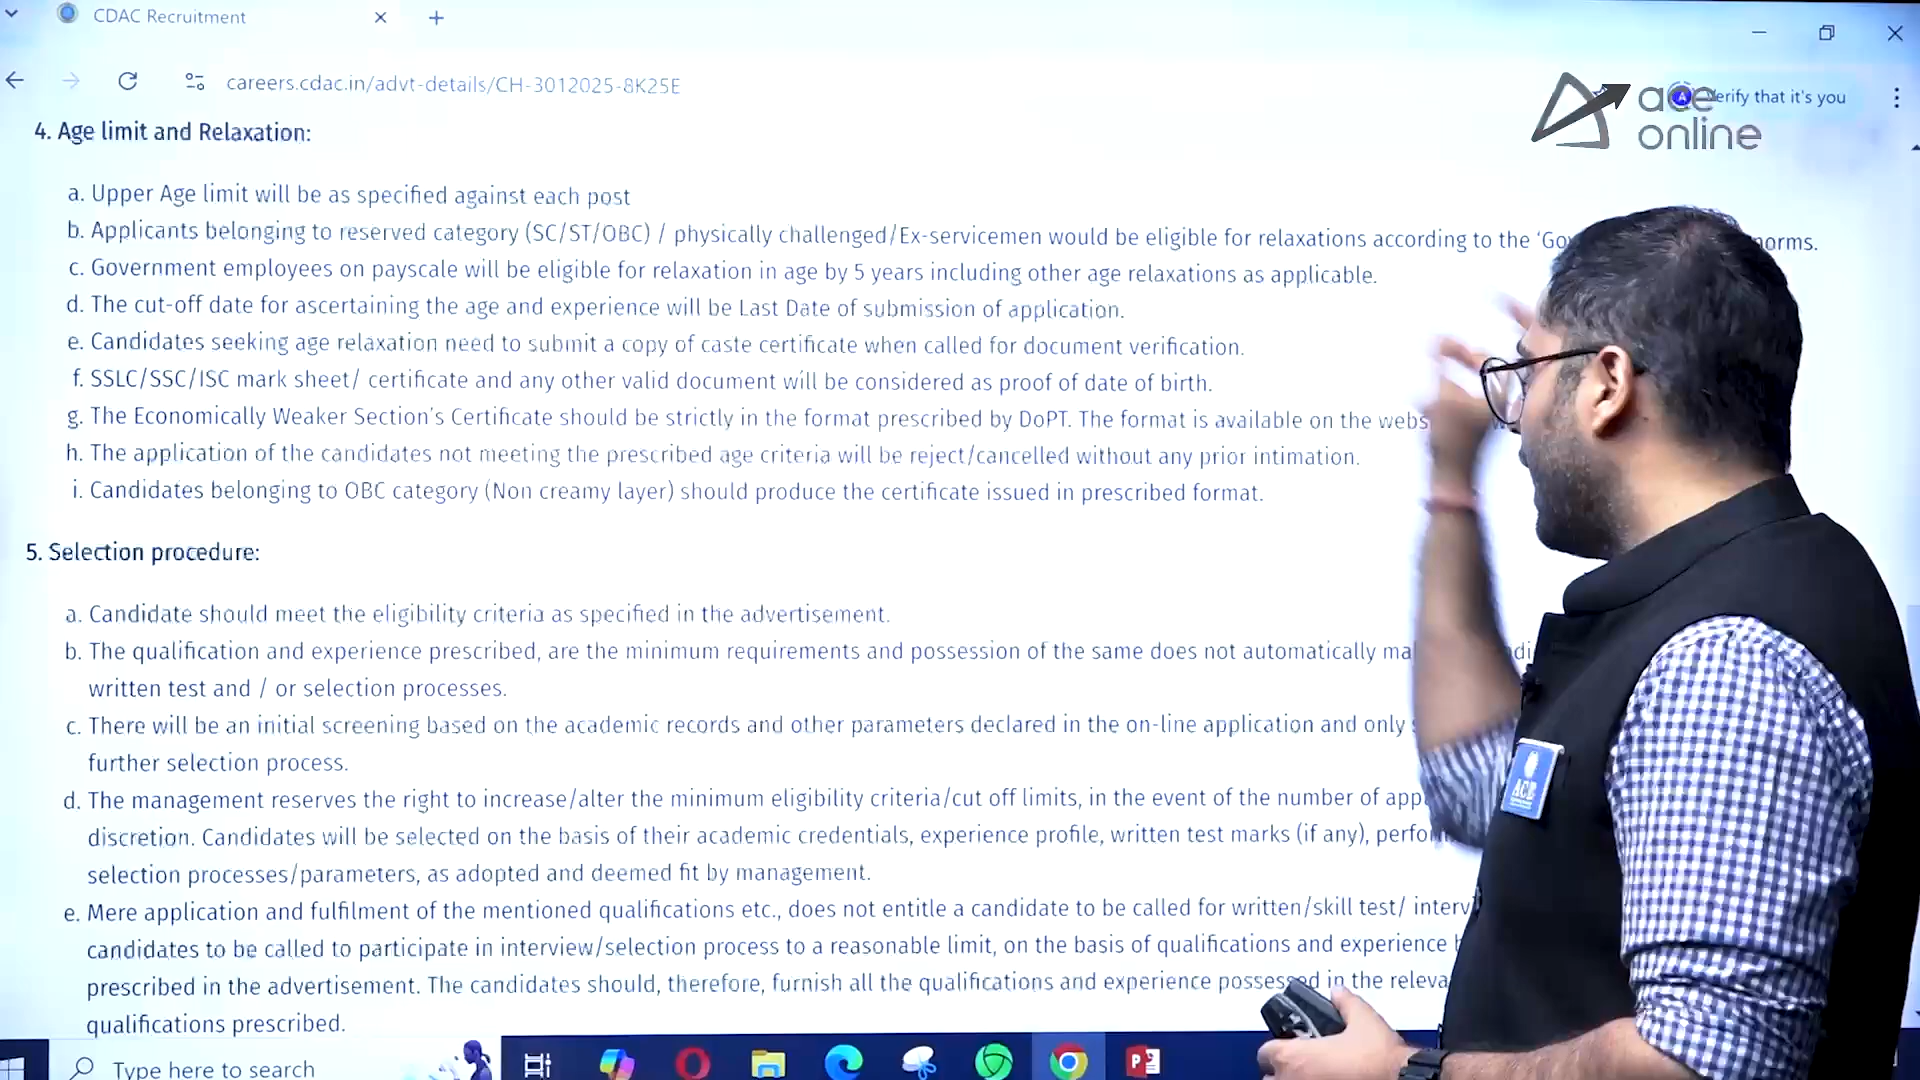 CDAC Recruitment
careers.cdac.in/advt-details/CH-3012025-8K25E
ace online
erify that it's you
4. Age limit and Relaxation:
a. Upper Age limit will be as specified against each post
b. Applicants belonging to reserved category (SC/ST/OBC) / physically challenged/Ex-servicemen would be eligible for relaxations according to the 'Go norms.
c. Government employees on payscale will be eligible for relaxation in age by 5 years including other age relaxations as applicable.
d. The cut-off date for ascertaining the age and experience will be Last Date of submission of application.
e. Candidates seeking age relaxation need to submit a copy of caste certificate when called for document verification.
f. SSLC/SSC/ISC mark sheet/ certificate and any other valid document will be considered as proof of date of birth.
g. The Economically Weaker Section's Certificate should be strictly in the format prescribed by DoPT. The format is available on the webs
h. The application of the candidates not meeting the prescribed age criteria will be reject/cancelled without any prior intimation.
i. Candidates belonging to OBC category (Non creamy layer) should produce the certificate issued in prescribed format.
5. Selection procedure:
a. Candidate should meet the eligibility criteria as specified in the advertisement.
b. The qualification and experience prescribed, are the minimum requirements and possession of the same does not automatically ma di
written test and / or selection processes.
c. There will be an initial screening based on the academic records and other parameters declared in the on-line application and only
further selection process.
d. The management reserves the right to increase/alter the minimum eligibility criteria/cut off limits, in the event of the number of app
discretion. Candidates will be selected on the basis of their academic credentials, experience profile, written test marks (if any), perfo
selection processes/parameters, as adopted and deemed fit by management.
e. Mere application and fulfilment of the mentioned qualifications etc., does not entitle a candidate to be called for written/skill test/ interv
candidates to be called to participate in interview/selection process to a reasonable limit, on the basis of qualifications and experience
prescribed in the advertisement. The candidates should, therefore, furnish all the qualifications and experience possessed in the releva
qualifications prescribed.
ACE
Type here to search